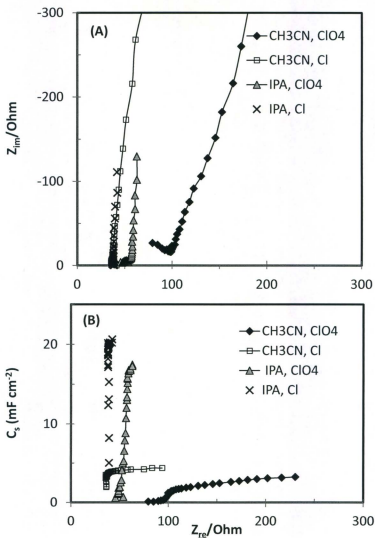 (A)
CH3CN, ClO4
CH3CN, Cl
IPA, ClO4
IPA, Cl
-300
-200
-100
0
Zim/Ohm
0 100 200 300
(B)
CH3CN, ClO4
CH3CN, Cl
IPA, ClO4
IPA, Cl
20
15
10
5
0
Cs (mF cm-2)
0 100 200 300
Zre/Ohm